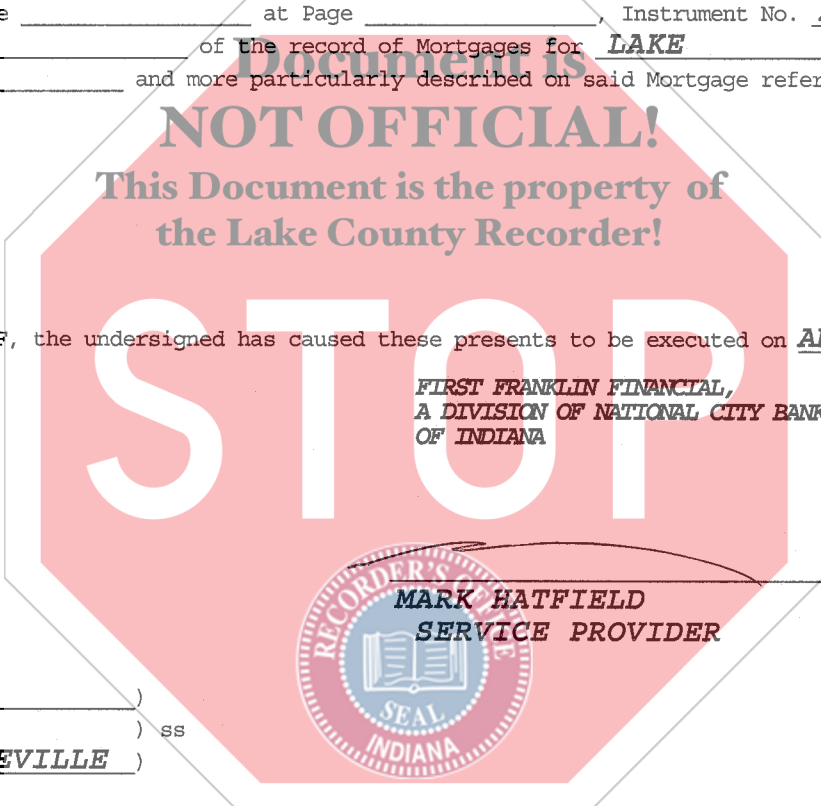 at Page , Instrument No.
of the record of Mortgages for LAKE
Document is
and more particularly described on said Mortgage refer
NOT OFFICIAL!
This Document is the property of
the Lake County Recorder!
F, the undersigned has caused these presents to be executed on
STOP
FIRST FRANKLIN FINANCIAL,
A DIVISION OF NATIONAL CITY BANK
OF INDIANA
RECORDER'S OFFICE
MARK HATFIELD
SERVICE PROVIDER
SEAL
INDIANA
)
) ss
EVILLE )